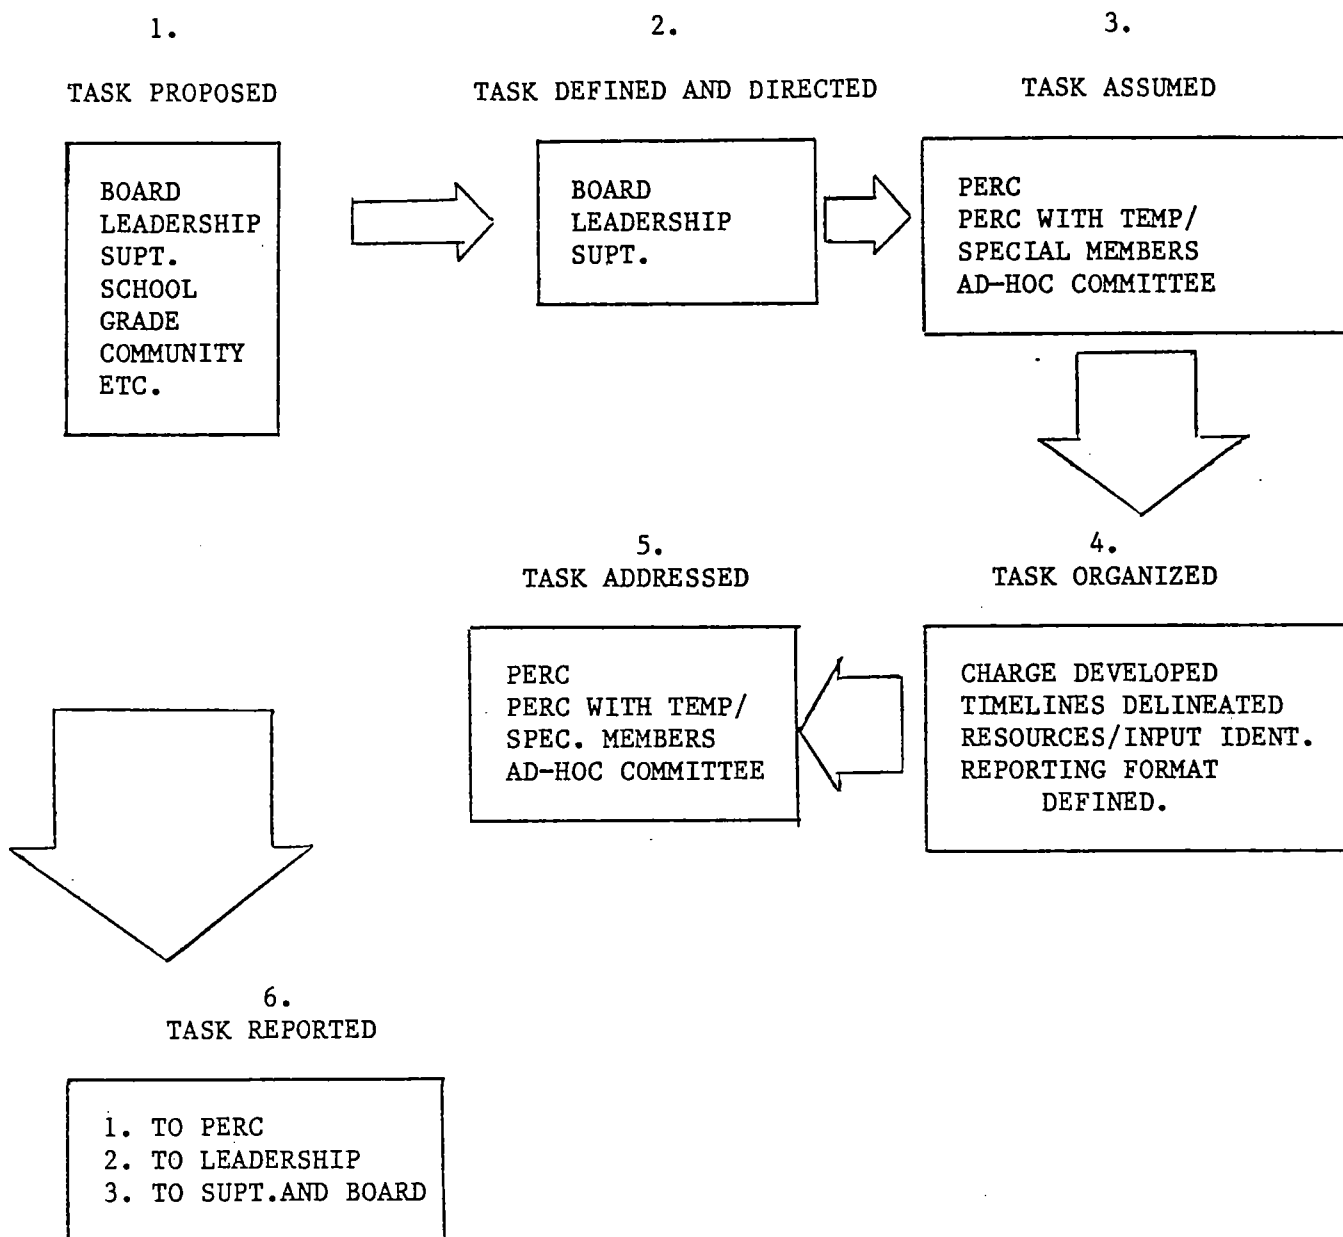 1.
TASK PROPOSED
BOARD
LEADERSHIP
SUPT.
SCHOOL
GRADE
COMMUNITY
ETC.
2.
TASK DEFINED AND DIRECTED
BOARD
LEADERSHIP
SUPT.
3.
TASK ASSUMED
PERC
PERC WITH TEMP/
SPECIAL MEMBERS
AD-HOC COMMITTEE
4.
TASK ORGANIZED
CHARGE DEVELOPED
TIMELINES DELINEATED
RESOURCES/INPUT IDENT.
REPORTING FORMAT
DEFINED.
5.
TASK ADDRESSED
PERC
PERC WITH TEMP/
SPEC. MEMBERS
AD-HOC COMMITTEE
6.
TASK REPORTED
1. TO PERC
2. TO LEADERSHIP
3. TO SUPT.AND BOARD